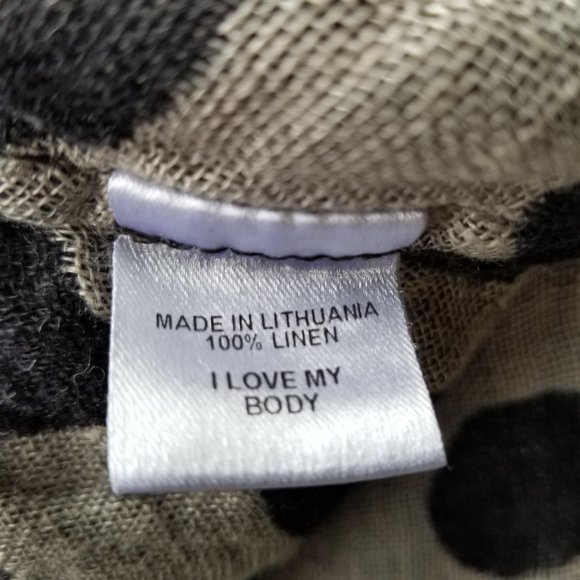 MADE IN LITHUANIA
100% LINEN
I LOVE MY
BODY